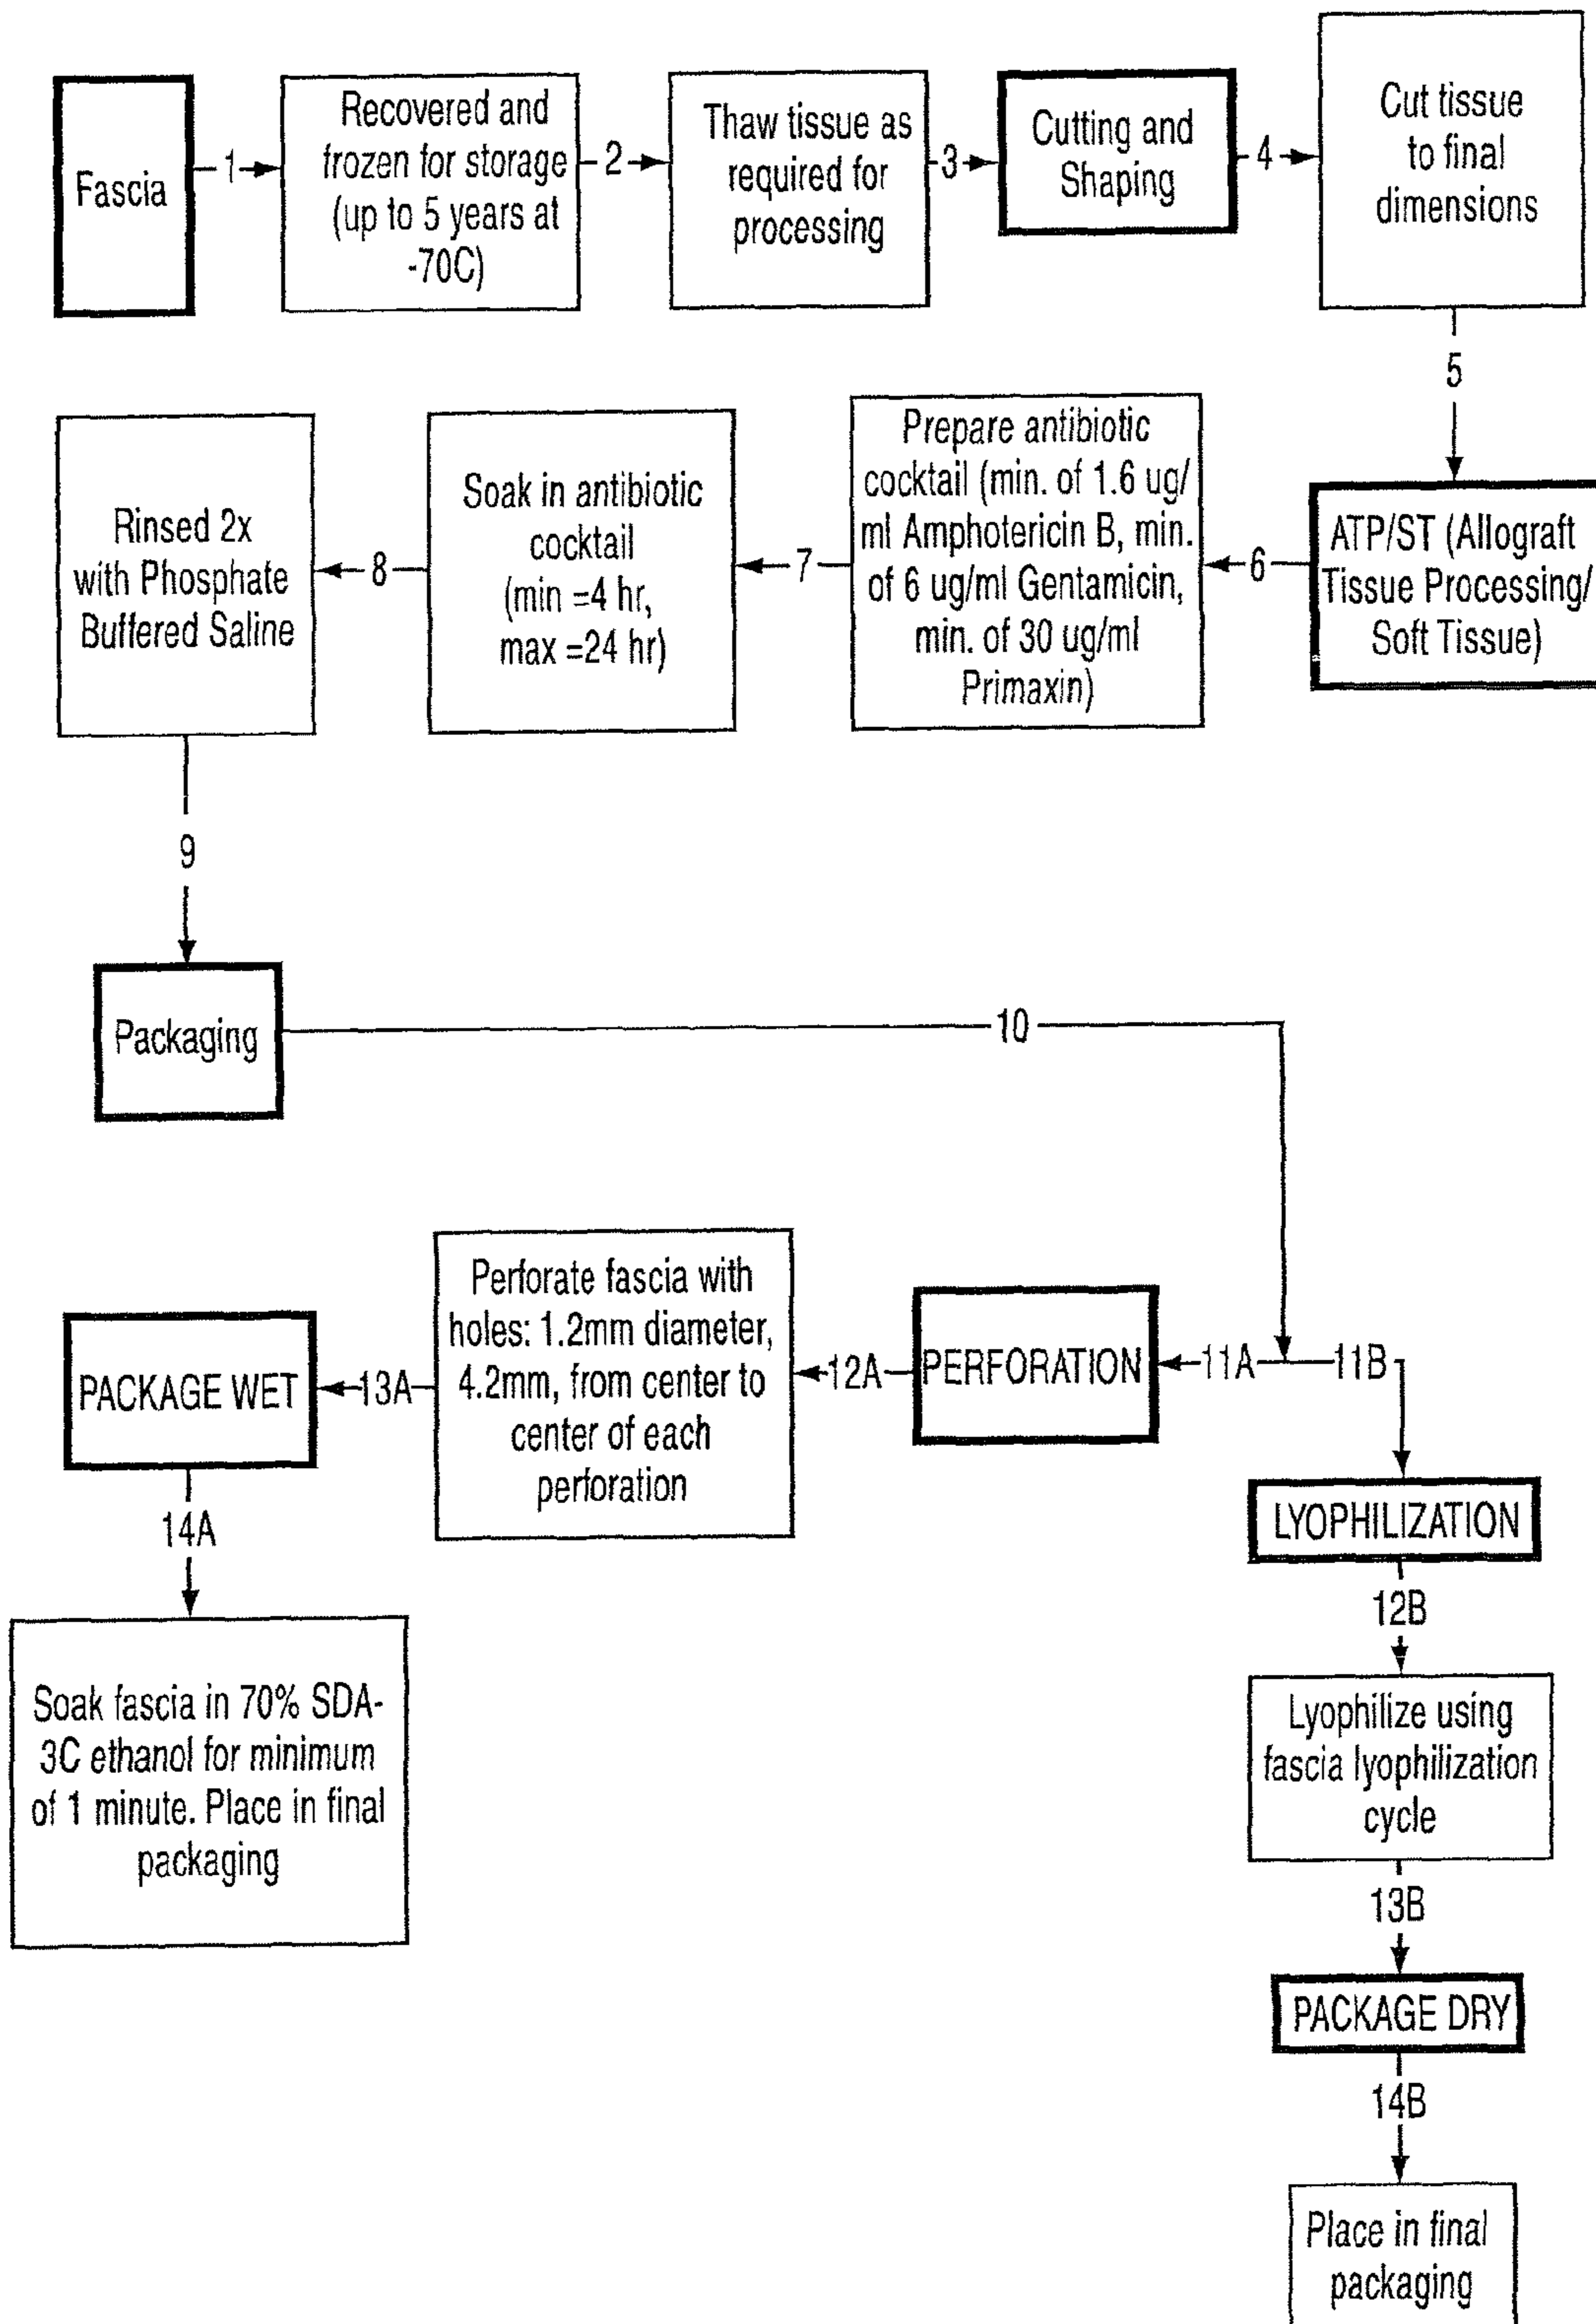 Fascia
1
Recovered and
frozen for storage
(up to 5 years at
-70C)
2
Thaw tissue as
required for
processing
3
Cutting and
Shaping
4
Cut tissue
to final
dimensions
5
ATP/ST (Allograft
Tissue Processing/
Soft Tissue)
6
Prepare antibiotic
cocktail (min. of 1.6 ug/
ml Amphotericin B, min.
of 6 ug/ml Gentamicin,
min. of 30 ug/ml
Primaxin)
7
Soak in antibiotic
cocktail
(min =4 hr,
max =24 hr)
8
Rinsed 2x
with Phosphate
Buffered Saline
9
Packaging
10
11A
PERFORATION
12A
Perforate fascia with
holes: 1.2mm diameter,
4.2mm, from center to
center of each
perforation
13A
PACKAGE WET
14A
Soak fascia in 70% SDA-
3C ethanol for minimum
of 1 minute. Place in final
packaging
11B
LYOPHILIZATION
12B
Lyophilize using
fascia lyophilization
cycle
13B
PACKAGE DRY
14B
Place in final
packaging